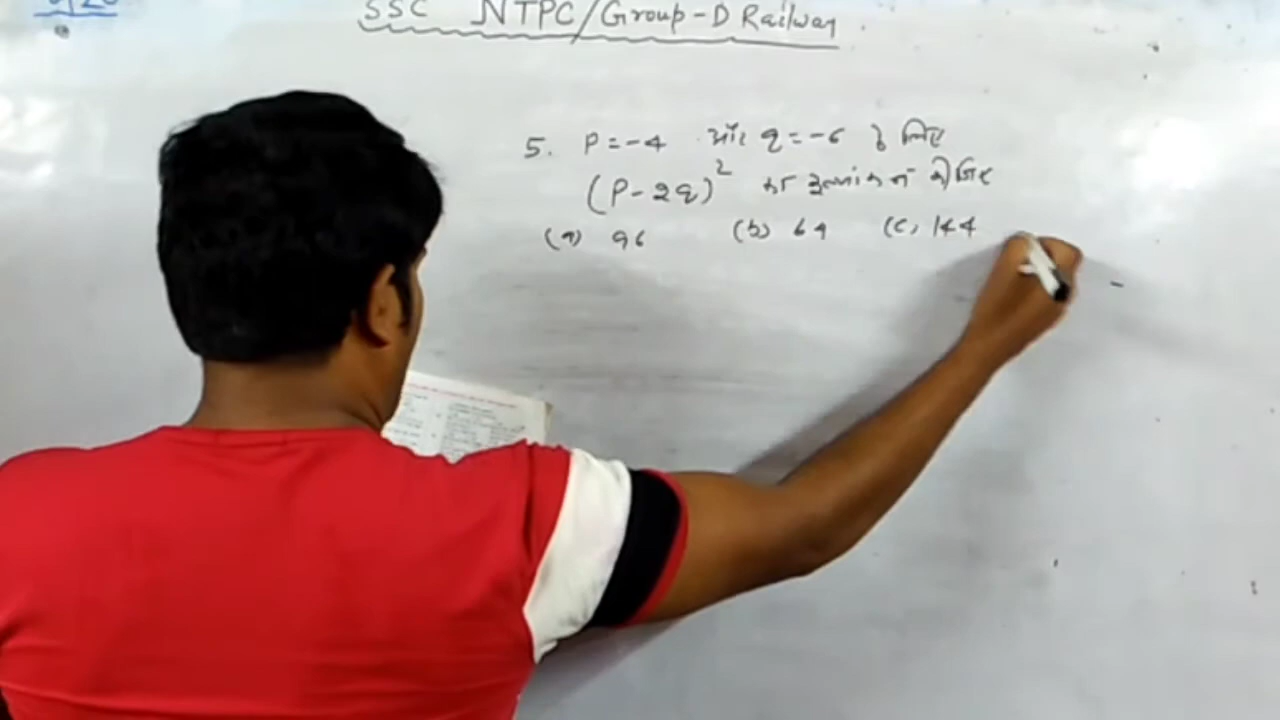 SSC NTPC/Group-D Railway
5. P=-4 और q=-6 के लिए
(P-2q)² का मूल्यांकन कीजिए
(a) 96 (b) 64 (c) 144